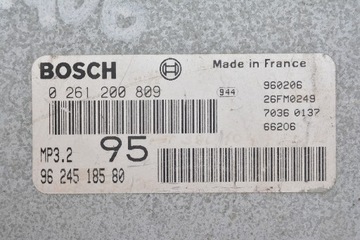 BOSCH Made in France
0 261 200 809 944 960206
26FM0249
7036 0137
66206
MP3.2 95
96 245 185 80